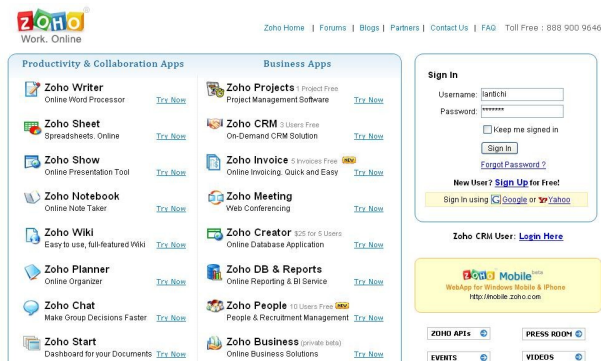 ZOHO
Work. Online
Zoho Home | Forums | Blogs | Partners | Contact Us | FAQ Toll Free : 888 900 9646
Productivity & Collaboration Apps
Zoho Writer
Online Word Processor Try Now
Zoho Sheet
Spreadsheets. Online Try Now
Zoho Show
Online Presentation Tool Try Now
Zoho Notebook
Online Note Taker Try Now
Zoho Wiki
Easy to use, full-featured Wiki Try Now
Zoho Planner
Online Organizer Try Now
Zoho Chat
Make Group Decisions Faster Try Now
Zoho Start
Dashboard for your Documents Try Now
Business Apps
Zoho Projects 1 Project Free
Project Management Software Try Now
Zoho CRM 3 Users Free
On-Demand CRM Solution Try Now
Zoho Invoice 5 Invoices Free NEW
Online Invoicing. Quick and Easy Try Now
Zoho Meeting
Web Conferencing Try Now
Zoho Creator $25 for 5 Users
Online Database Application Try Now
Zoho DB & Reports
Online Reporting & BI Service Try Now
Zoho People 10 Users Free NEW
People & Recruitment Management Try Now
Zoho Business (private beta)
Online Business Solutions Try Now
Sign In
Username: lantichi
Password: *******
Keep me signed in
Sign In
Forgot Password ?
New User? Sign Up for Free!
Sign In using G Google or Y! Yahoo
Zoho CRM User: Login Here
ZOHO Mobile beta
WebApp for Windows Mobile & iPhone
http://mobile.zoho.com
ZOHO APIs
PRESS ROOM
EVENTS
VIDEOS